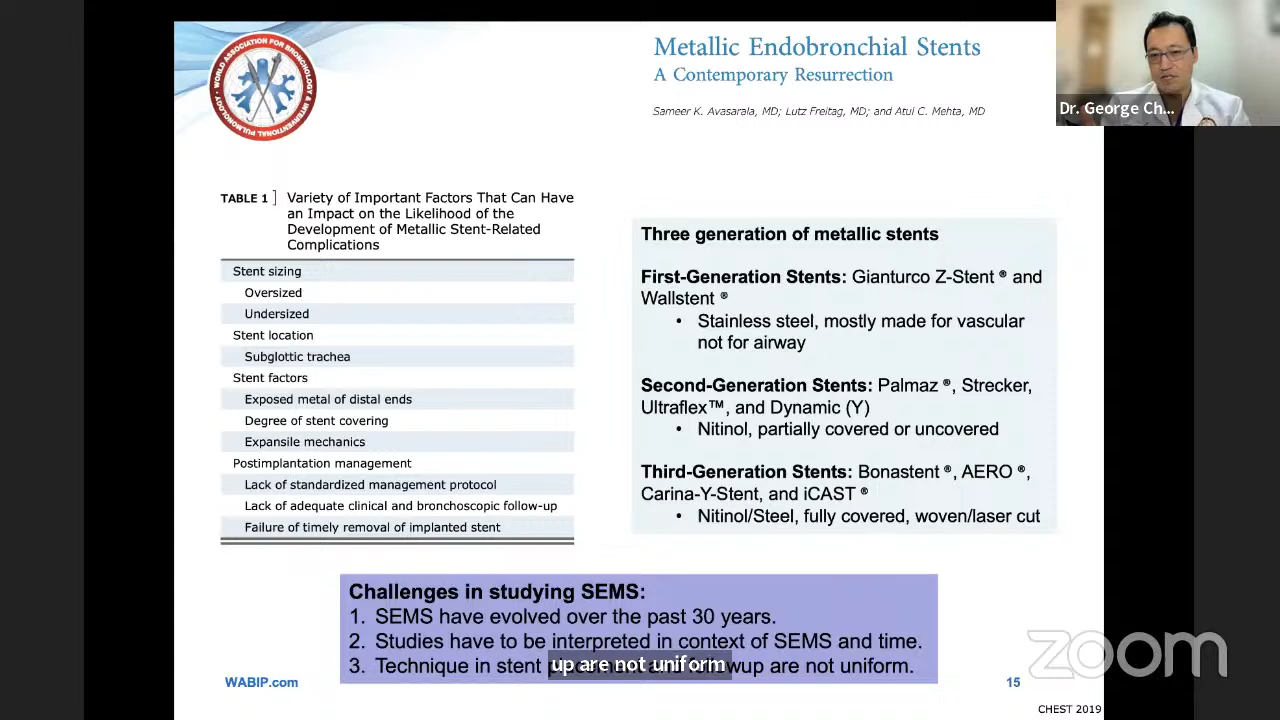 WORLD ASSOCIATION FOR BRONCHOLOGY & INTERVENTIONAL PULMONOLOGY
Metallic Endobronchial Stents
A Contemporary Resurrection
Sameer K. Avasarala, MD; Lutz Freitag, MD; and Atul C. Mehta, MD
Dr. George Ch...
TABLE 1 ] Variety of Important Factors That Can Have
an Impact on the Likelihood of the
Development of Metallic Stent-Related
Complications
Stent sizing
Oversized
Undersized
Stent location
Subglottic trachea
Stent factors
Exposed metal of distal ends
Degree of stent covering
Expansile mechanics
Postimplantation management
Lack of standardized management protocol
Lack of adequate clinical and bronchoscopic follow-up
Failure of timely removal of implanted stent
Three generation of metallic stents
First-Generation Stents: Gianturco Z-Stent ® and
Wallstent ®
• Stainless steel, mostly made for vascular
not for airway
Second-Generation Stents: Palmaz ®, Strecker,
Ultraflex™, and Dynamic (Y)
• Nitinol, partially covered or uncovered
Third-Generation Stents: Bonastent ®, AERO ®,
Carina-Y-Stent, and iCAST ®
• Nitinol/Steel, fully covered, woven/laser cut
Challenges in studying SEMS:
1. SEMS have evolved over the past 30 years.
2. Studies have to be interpreted in context of SEMS and time.
3. Technique in stent up are not uniform.
up are not uniform
WABIP.com
15
zoom
CHEST 2019